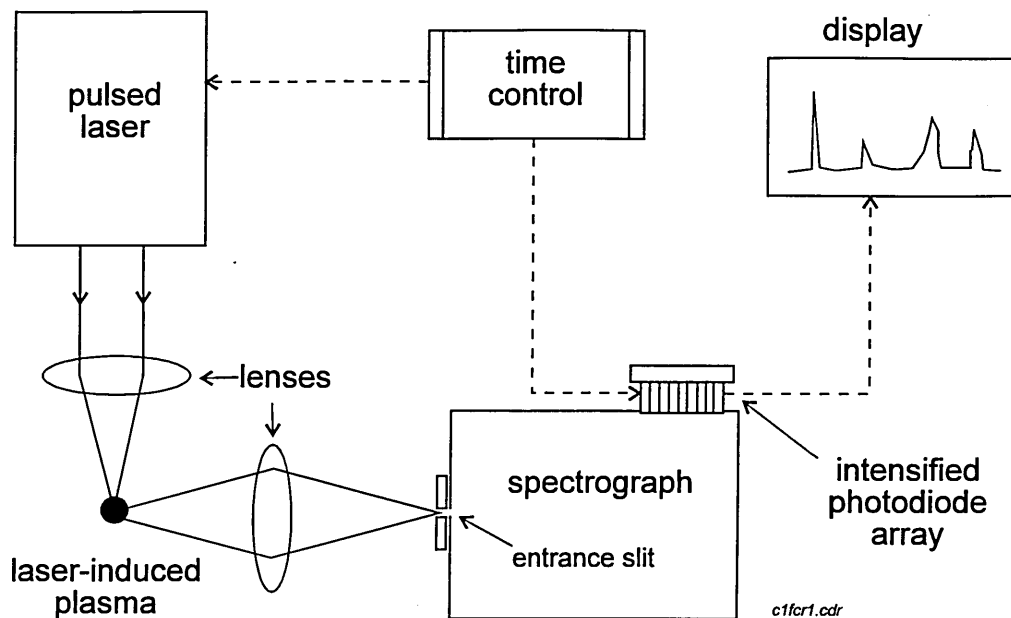 pulsed
laser
time
control
display
lenses
laser-induced
plasma
spectrograph
entrance slit
intensified
photodiode
array
c1fcr1.cdr